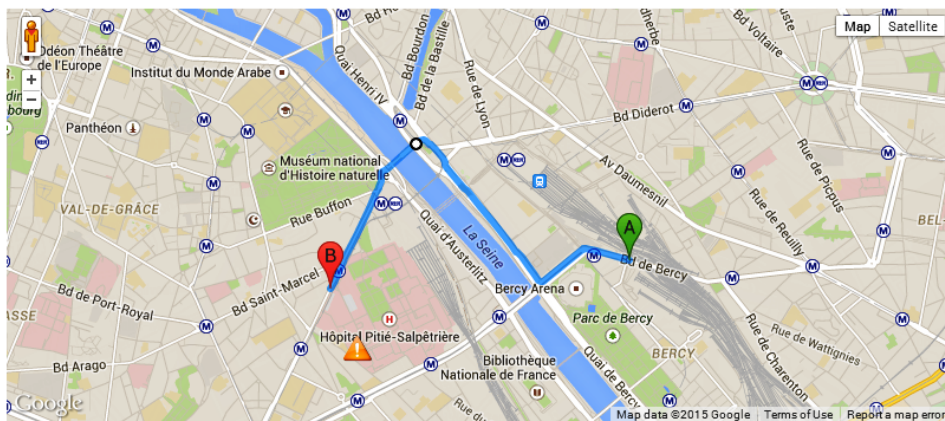 Bd H
Map
Satellite
Odéon Théâtre
de l'Europe
Institut du Monde Arabe
Quai Henri IV
Bd Bourdon
Bd de la Bastille
Rue de Lyon
Bd Voltaire
Bd Diderot
Panthéon
Muséum national
d'Histoire naturelle
Av Daumesnil
Rue de Picpus
VAL-DE-GRÂCE
Rue Buffon
La Seine
Quai d'Austerlitz
A
Rue de Reuilly
BEL
B
Bd de Bercy
Bd Saint-Marcel
Bd de Port-Royal
Bercy Arena
ASSE
Parc de Bercy
Hôpital Pitié-Salpêtrière
Rue de Wattignies
BERCY
Bd Arago
Bibliothèque
Nationale de France
Quai de Bercy
Rue de Charenton
Google
Rue du
Map data ©2015 Google
Terms of Use
Report a map error